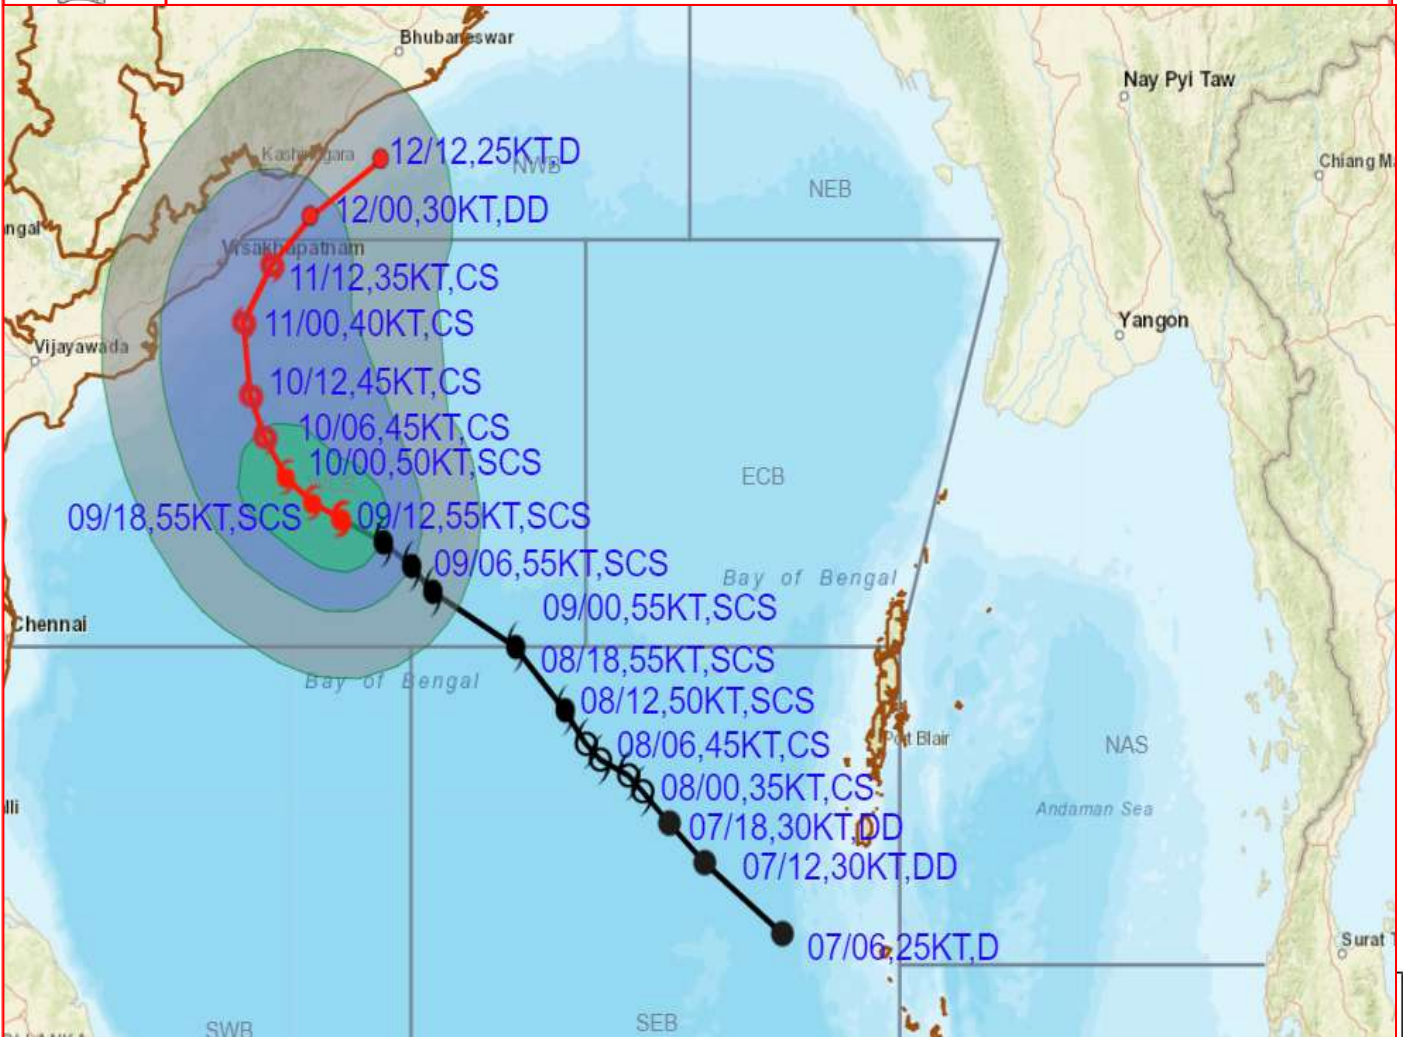 Bhubaneswar
Nay Pyi Taw
12/12,25KT,D
Kashinagara
NWB
Chiang M
NEB
12/00,30KT,DD
ngal
Visakhapatnam
11/12,35KT,CS
11/00,40KT,CS
Yangon
Vijayawada
10/12,45KT,CS
10/06,45KT,CS
10/00,50KT,SCS
ECB
09/18,55KT,SCS
09/12,55KT,SCS
09/06,55KT,SCS
Bay of Bengal
09/00,55KT,SCS
Chennai
08/18,55KT,SCS
Bay of Bengal
08/12,50KT,SCS
08/06,45KT,CS
Port Blair
NAS
08/00,35KT,CS
lli
Andaman Sea
07/18,30KT,DD
07/12,30KT,DD
07/06,25KT,D
Surat T
SWB
SEB